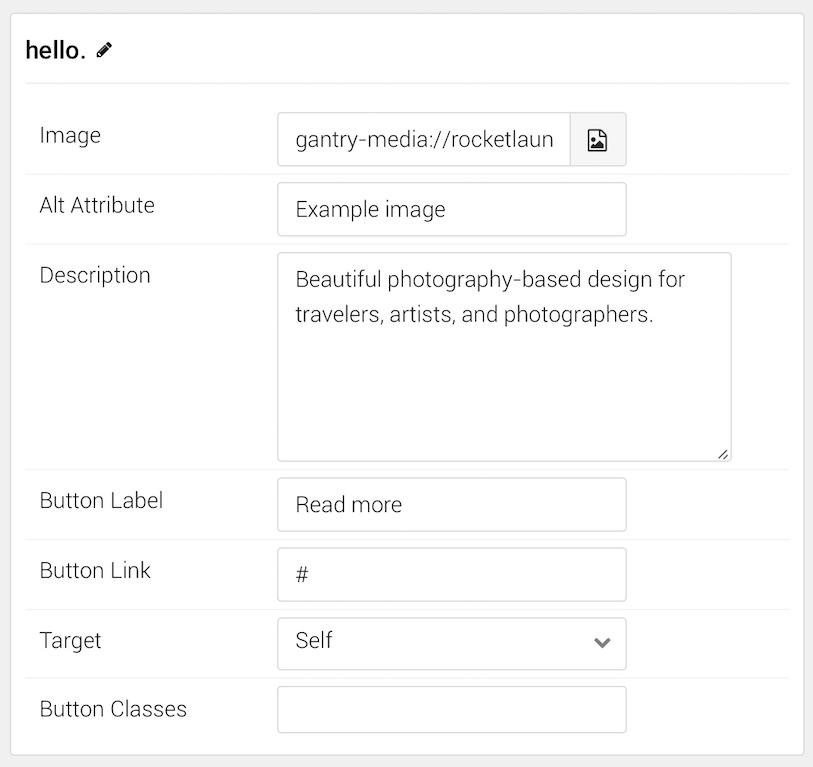 hello.
Image
gantry-media://rocketlaun
Alt Attribute
Example image
Description
Beautiful photography-based design for
travelers, artists, and photographers.
Button Label
Read more
Button Link
#
Target
Self
Button Classes